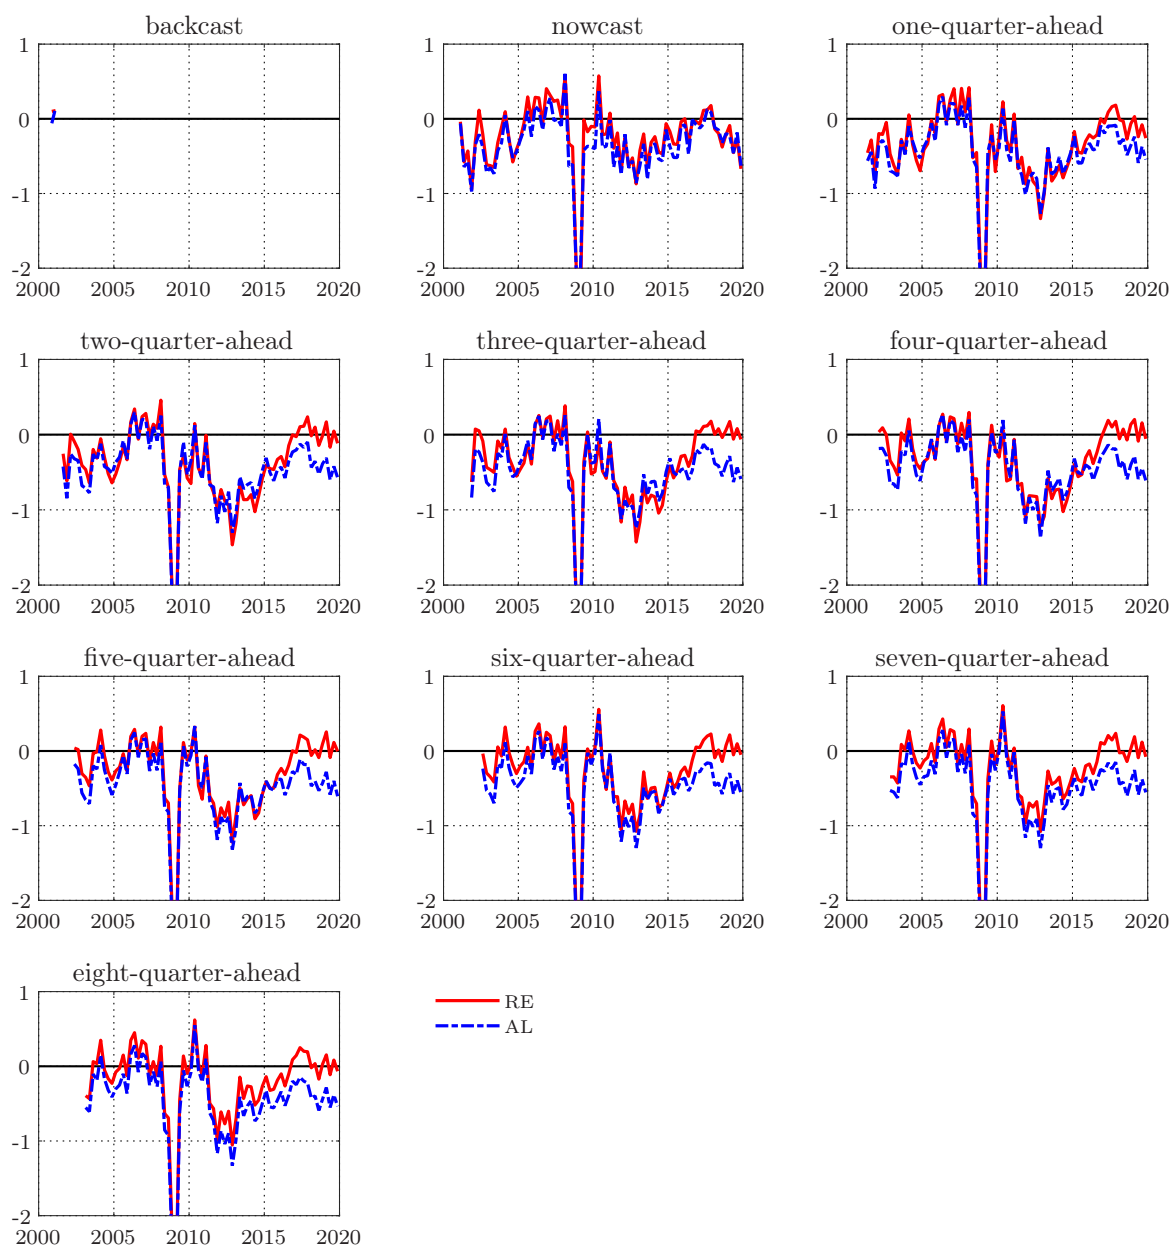 backcast
nowcast
one-quarter-ahead
1
0
-1
-2
2000 2005 2010 2015 2020
1
0
-1
-2
2000 2005 2010 2015 2020
1
0
-1
-2
2000 2005 2010 2015 2020
two-quarter-ahead
three-quarter-ahead
four-quarter-ahead
1
0
-1
-2
2000 2005 2010 2015 2020
1
0
-1
-2
2000 2005 2010 2015 2020
1
0
-1
-2
2000 2005 2010 2015 2020
five-quarter-ahead
six-quarter-ahead
seven-quarter-ahead
1
0
-1
-2
2000 2005 2010 2015 2020
1
0
-1
-2
2000 2005 2010 2015 2020
1
0
-1
-2
2000 2005 2010 2015 2020
eight-quarter-ahead
1
0
-1
-2
2000 2005 2010 2015 2020
RE
AL